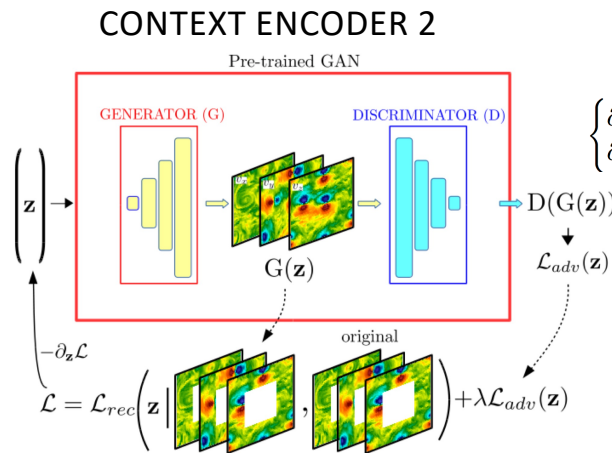 CONTEXT ENCODER 2
Pre-trained GAN
GENERATOR (G)
DISCRIMINATOR (D)
z
G(z)
D(G(z))
ℒ_adv(z)
−∂_zℒ
original
ℒ = ℒ_rec(z | , ) + λℒ_adv(z)